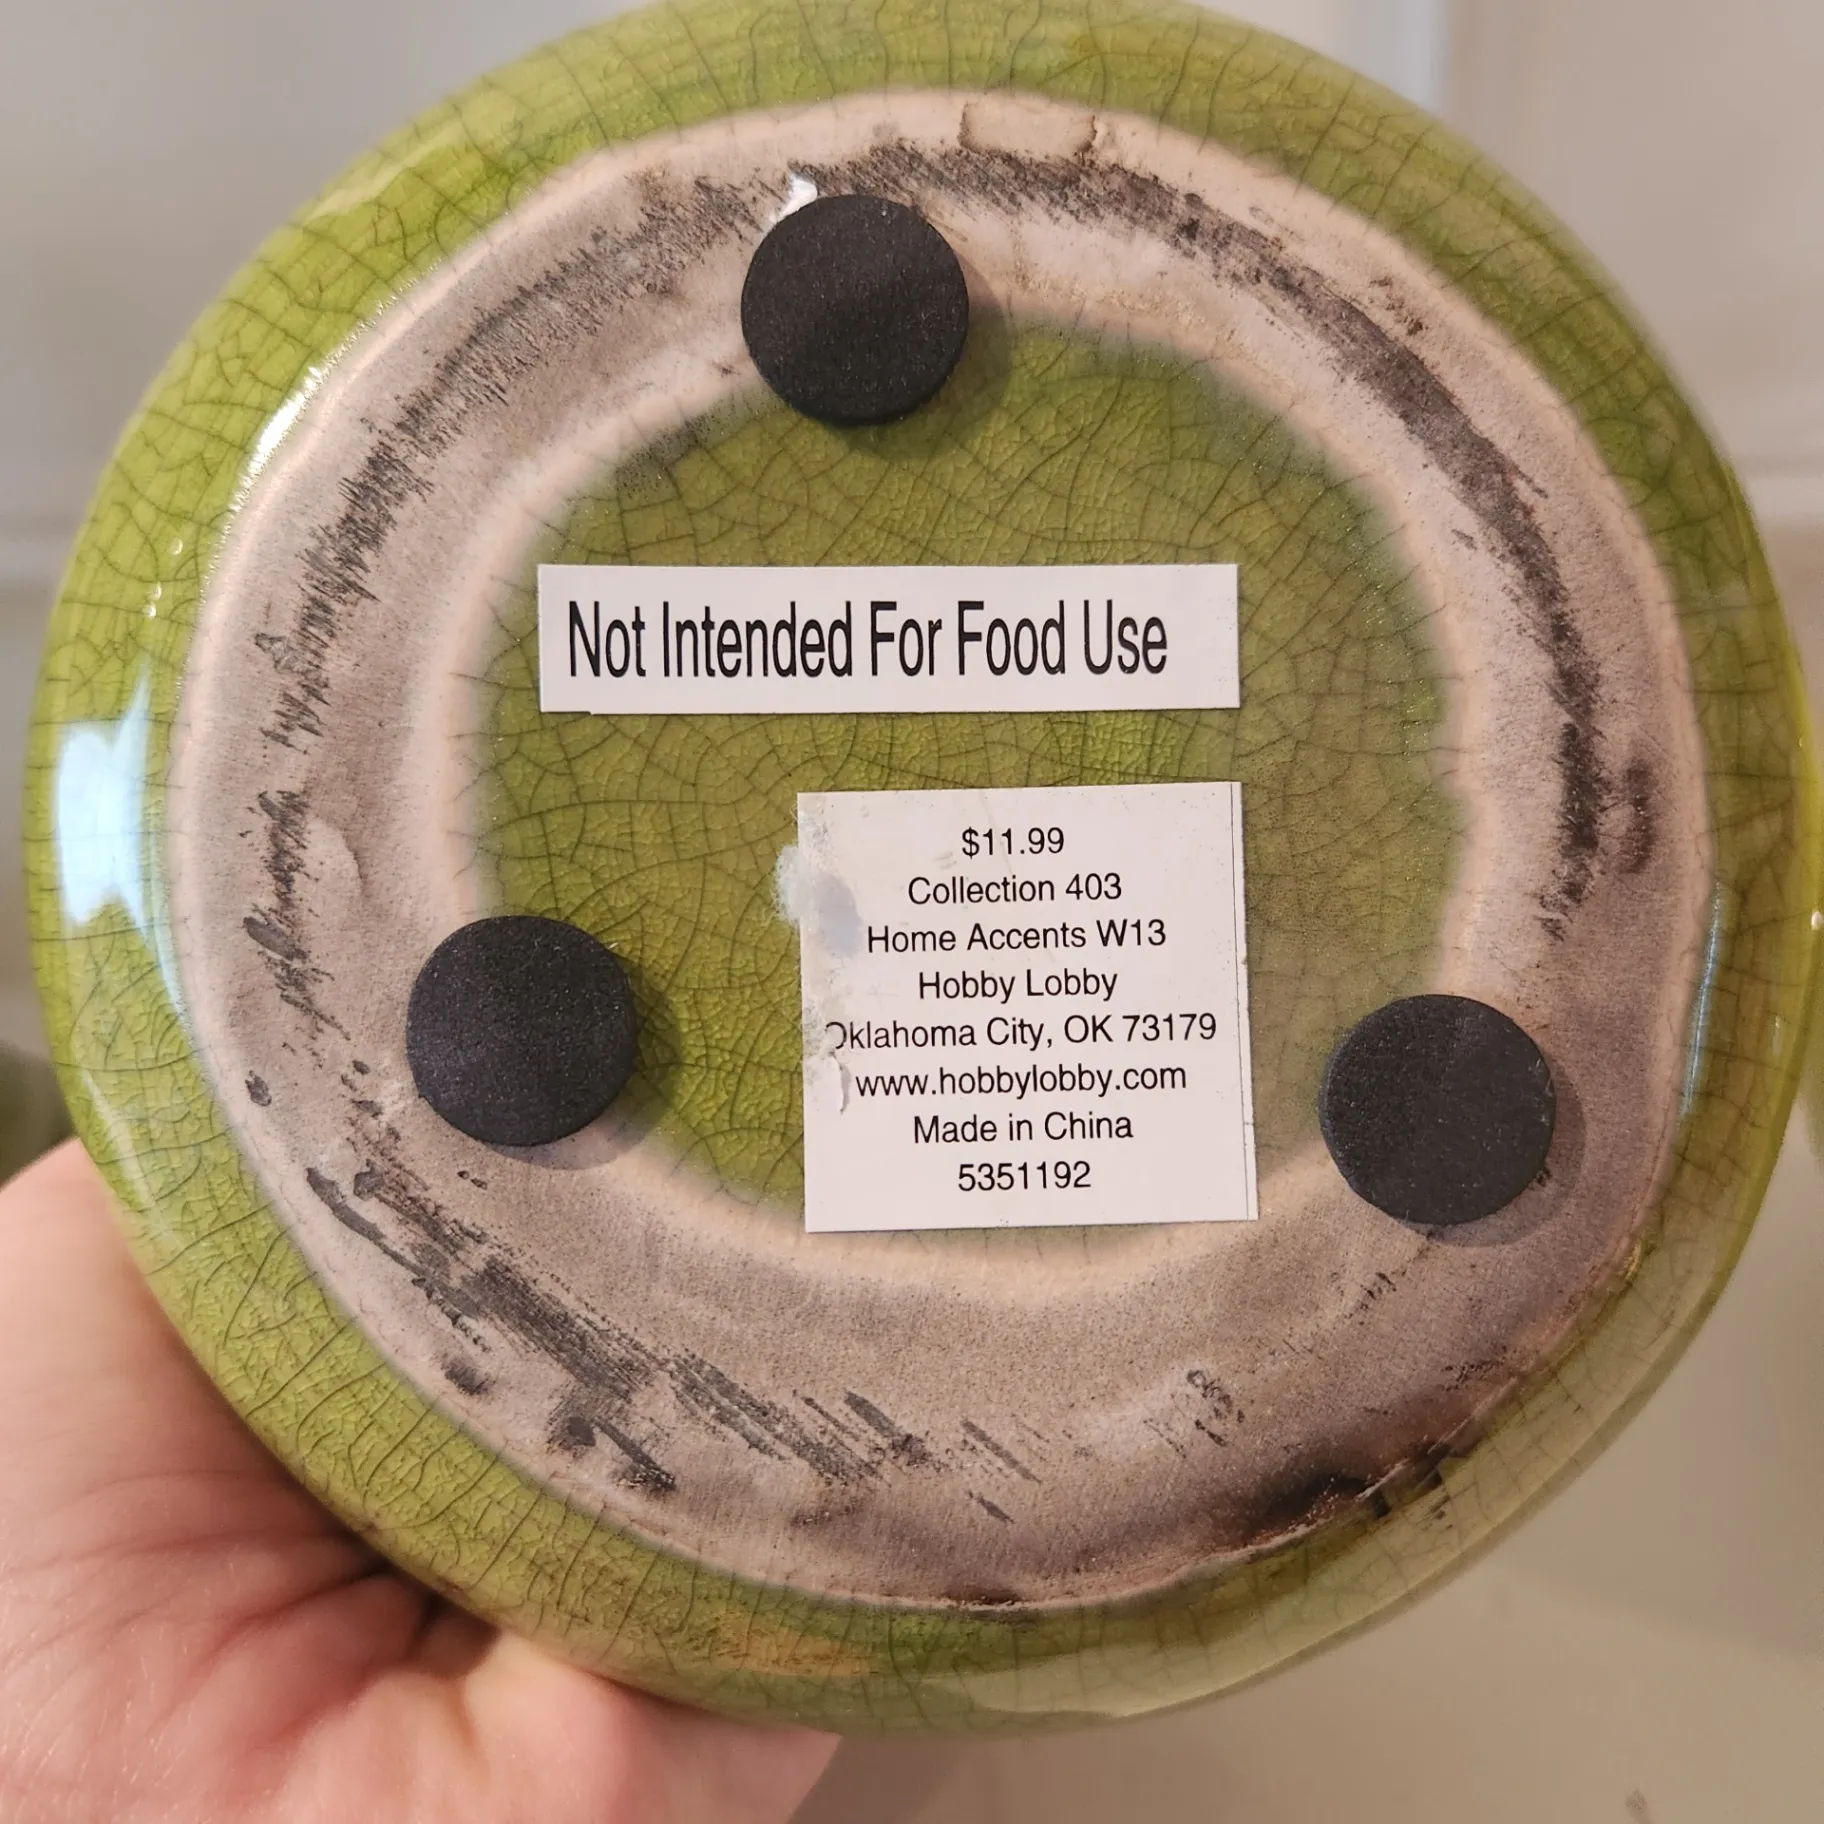 Not Intended For Food Use
$11.99
Collection 403
Home Accents W13
Hobby Lobby
Oklahoma City, OK 73179
www.hobbylobby.com
Made in China
5351192